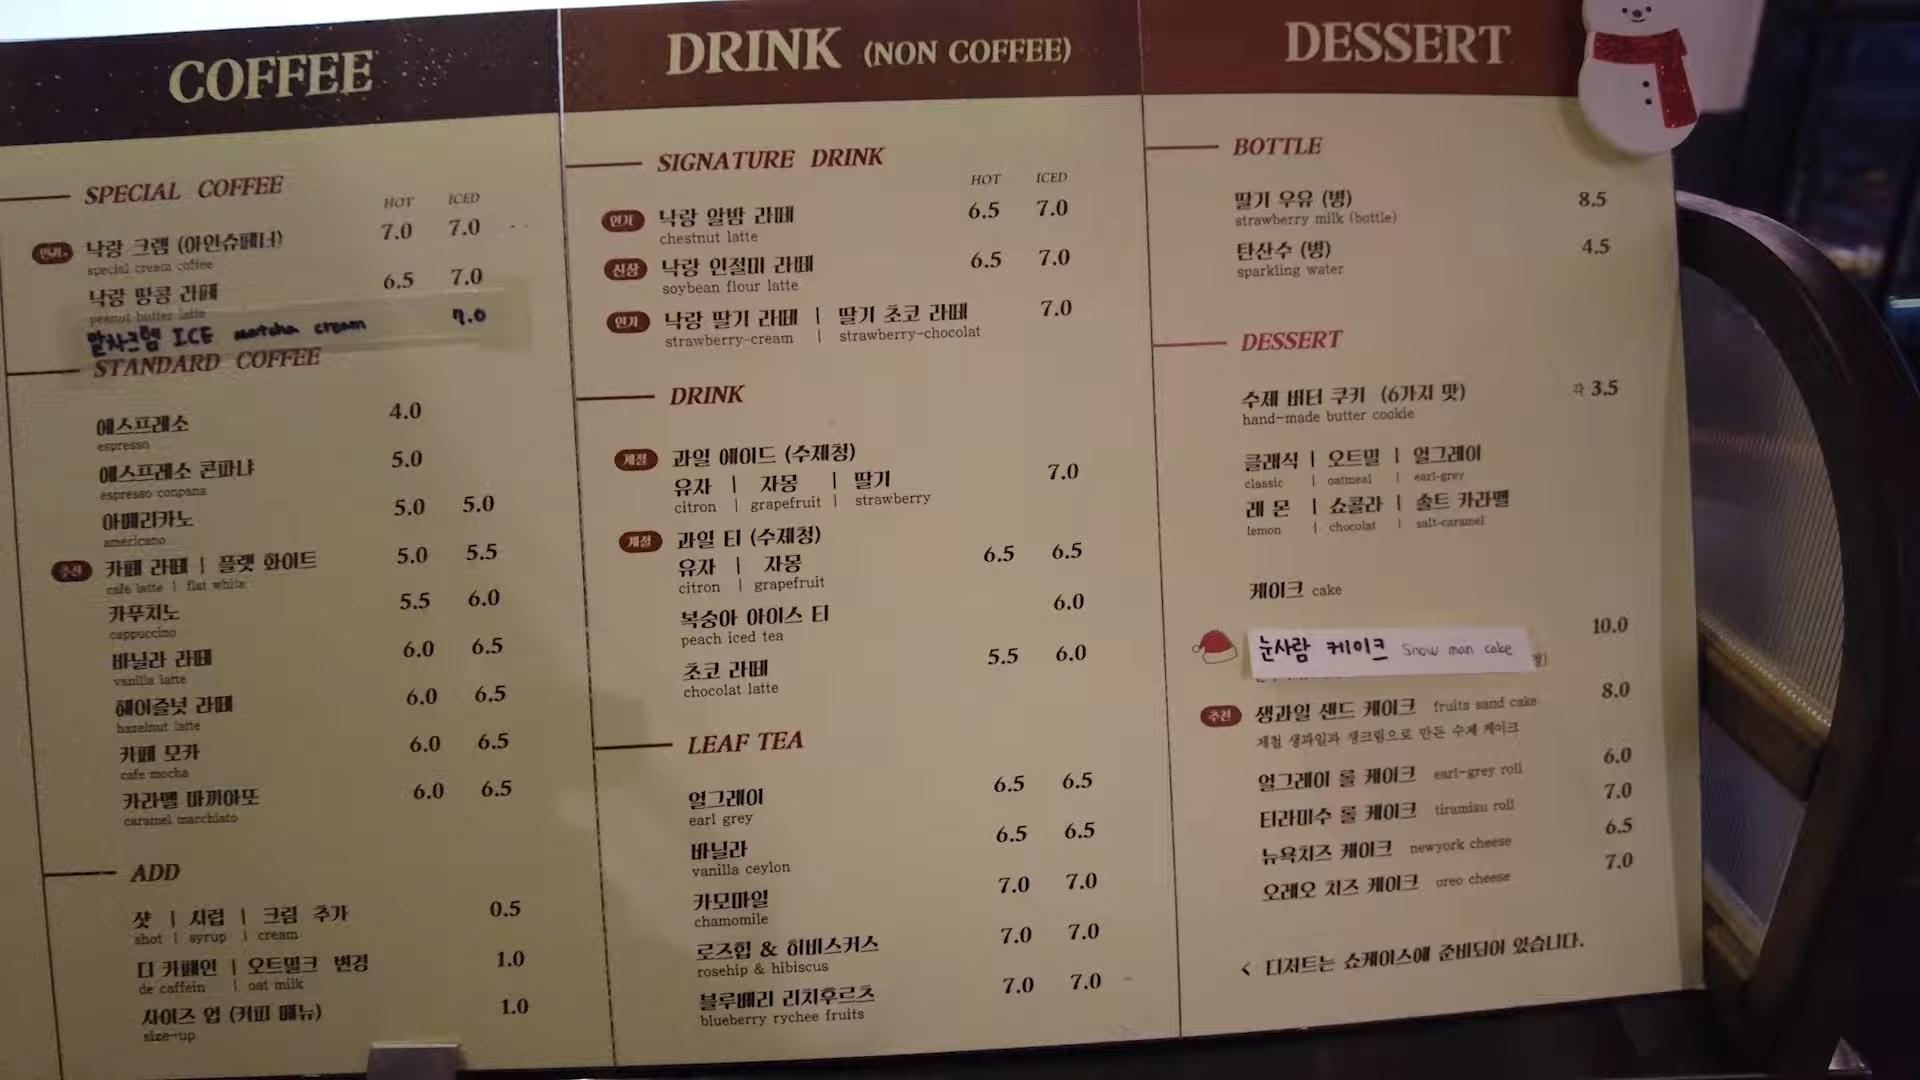 COFFEE
SPECIAL COFFEE
HOT ICED
인기 낙랑 크렘 (아인슈페너) 7.0 7.0
special cream coffee
낙랑 땅콩 라떼 6.5 7.0
peanut butter latte
말차크렘 ICE matcha cream 7.0
STANDARD COFFEE
에스프레소 4.0
espresso
에스프레소 콘파냐 5.0
espresso conpana
아메리카노 5.0 5.0
americano
추천 카페 라떼 | 플랫 화이트 5.0 5.5
cafe latte | flat white
카푸치노 5.5 6.0
cappuccino
바닐라 라떼 6.0 6.5
vanilla latte
헤이즐넛 라떼 6.0 6.5
hazelnut latte
카페 모카 6.0 6.5
cafe mocha
카라멜 마끼아또 6.0 6.5
caramel macchiato
ADD
샷 | 시럽 | 크림 추가 0.5
shot | syrup | cream
디 카페인 | 오트밀크 변경 1.0
de caffein | oat milk
사이즈 업 (커피 메뉴) 1.0
size-up
DRINK (NON COFFEE)
SIGNATURE DRINK
HOT ICED
인기 낙랑 알밤 라떼 6.5 7.0
chestnut latte
신상 낙랑 인절미 라떼 6.5 7.0
soybean flour latte
인기 낙랑 딸기 라떼 | 딸기 초코 라떼 7.0
strawberry-cream | strawberry-chocolat
DRINK
계절 과일 에이드 (수제청)
유자 | 자몽 | 딸기 7.0
citron | grapefruit | strawberry
계절 과일 티 (수제청)
유자 | 자몽 6.5 6.5
citron | grapefruit
복숭아 아이스 티 6.0
peach iced tea
초코 라떼 5.5 6.0
chocolat latte
LEAF TEA
얼그레이 6.5 6.5
earl grey
바닐라 6.5 6.5
vanilla ceylon
카모마일 7.0 7.0
chamomile
로즈힙 & 히비스커스 7.0 7.0
rosehip & hibiscus
블루베리 리치후르츠 7.0 7.0
blueberry rychee fruits
DESSERT
BOTTLE
딸기 우유 (병) 8.5
strawberry milk (bottle)
탄산수 (병) 4.5
sparkling water
DESSERT
수제 버터 쿠키 (6가지 맛) 각 3.5
hand-made butter cookie
클래식 | 오트밀 | 얼그레이
classic | oatmeal | earl-grey
레몬 | 쇼콜라 | 솔트 카라멜
lemon | chocolat | salt-caramel
케이크 cake
눈사람 케이크 Snow man cake 10.0
추천 생과일 샌드 케이크 fruits sand cake 8.0
제철 생과일과 생크림으로 만든 수제 케이크
얼그레이 롤 케이크 earl-grey roll 6.0
티라미수 롤 케이크 tiramisu roll 7.0
뉴욕치즈 케이크 newyork cheese 6.5
오레오 치즈 케이크 oreo cheese 7.0
< 디저트는 쇼케이스에 준비되어 있습니다.